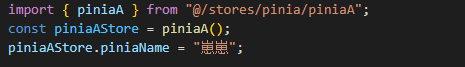 import { piniaA } from "@/stores/pinia/piniaA";
const piniaAStore = piniaA();
piniaAStore.piniaName = "崽崽";